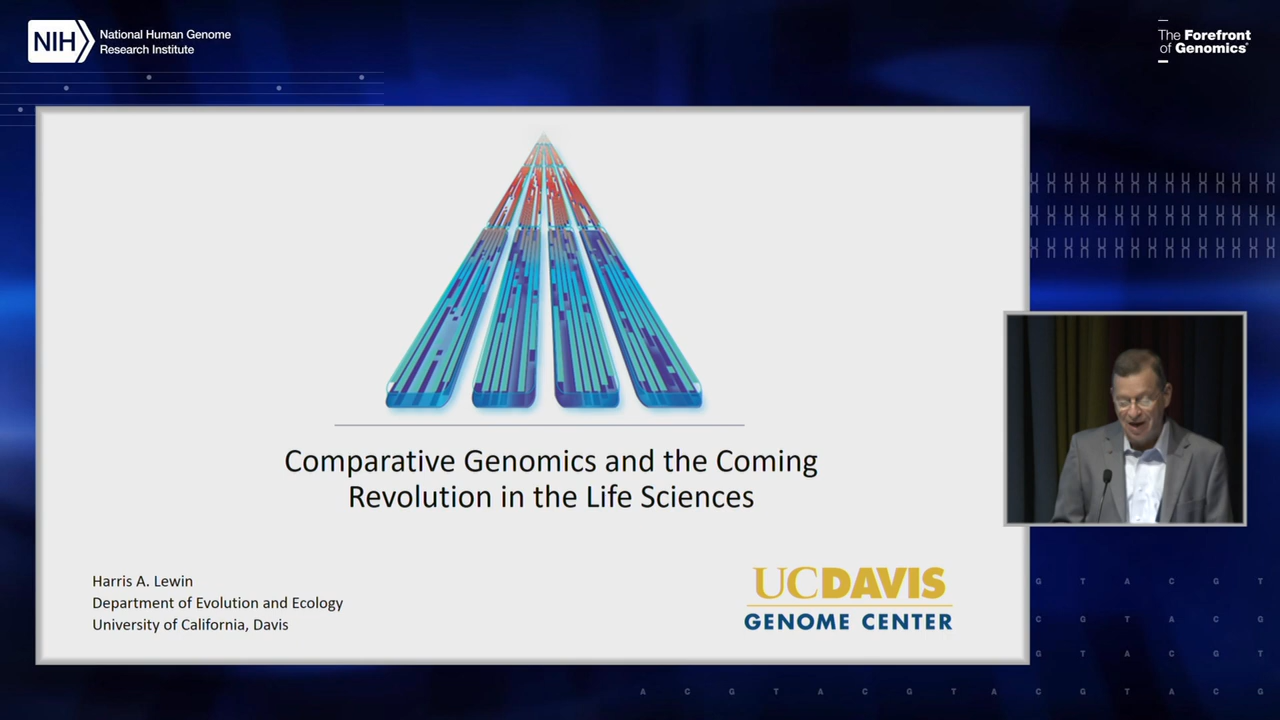 NIH
National Human Genome
Research Institute
The Forefront
of Genomics®
Comparative Genomics and the Coming
Revolution in the Life Sciences
Harris A. Lewin
Department of Evolution and Ecology
University of California, Davis
UCDAVIS
GENOME CENTER
G T A C G T
C G T A C G
G T A C G T
A C G T A C G T A C G T A C G